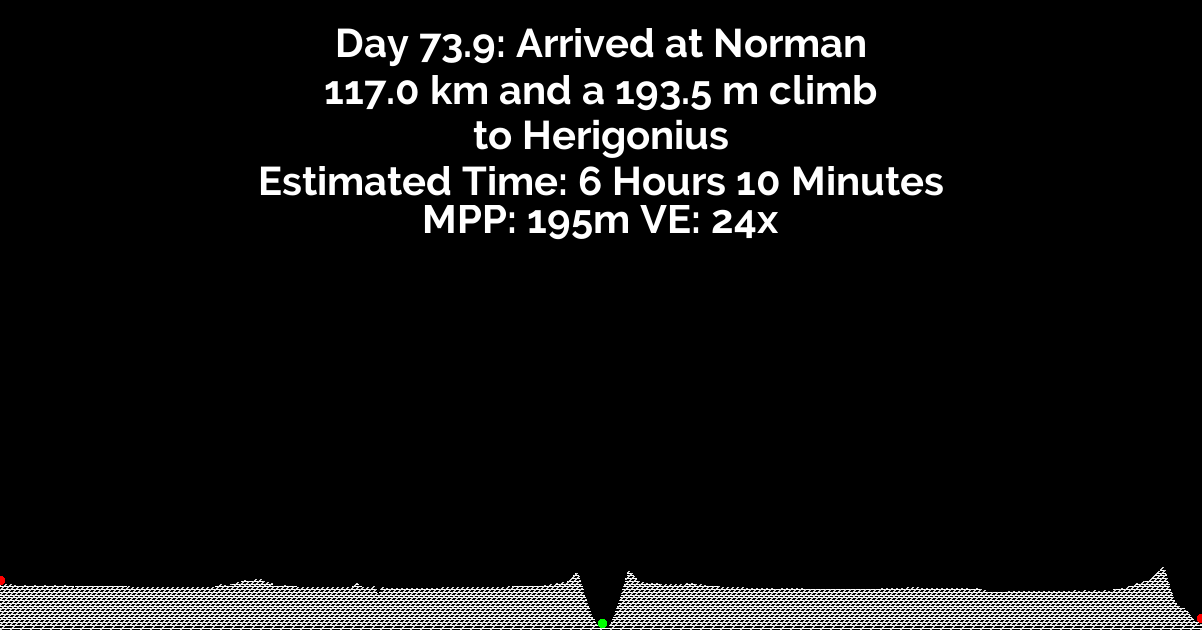 Day 73.9: Arrived at Norman
117.0 km and a 193.5 m climb
to Herigonius
Estimated Time: 6 Hours 10 Minutes
MPP: 195m VE: 24x